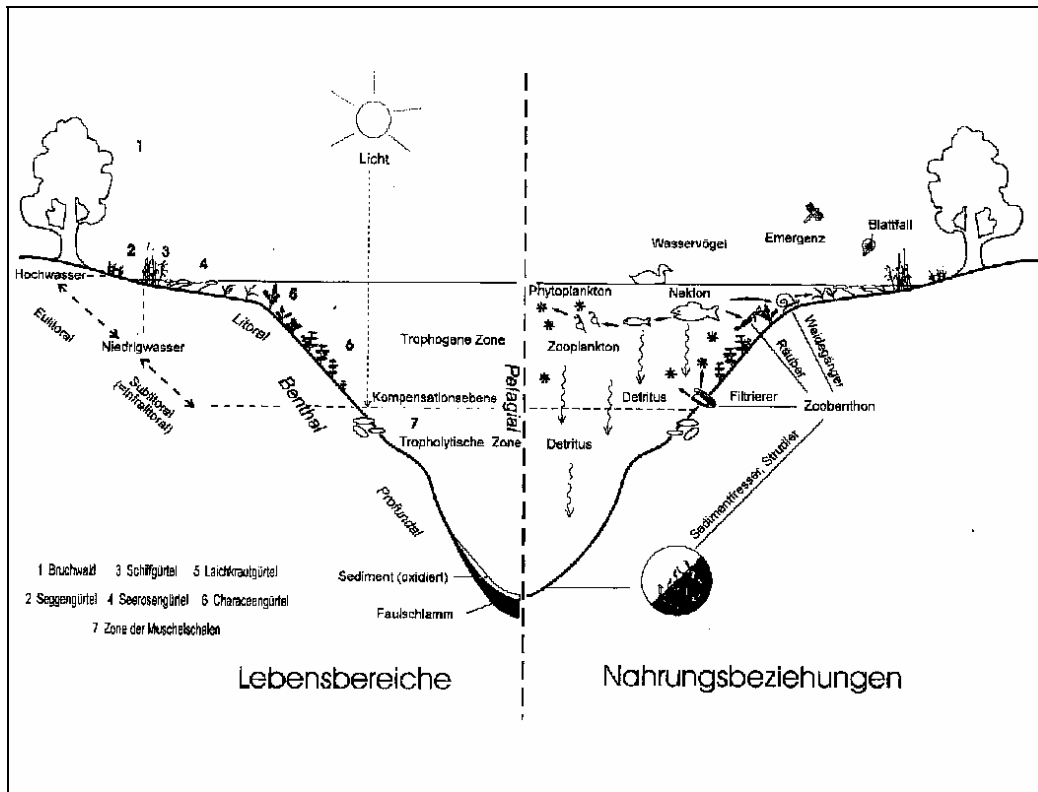 1
Licht
2
3
4
5
6
7
Hochwasser
Eulitoral
Niedrigwasser
Sublitoral
(=Infralitoral)
Litoral
Benthal
Profundal
Trophogene Zone
Kompensationsebene
Tropholytische Zone
Pelagial
Sediment (oxidiert)
Faulschlamm
Wasservögel
Emergenz
Blattfall
Phytoplankton
Nekton
Zooplankton
Detritus
Detritus
Filtrierer
Weidegänger
Räuber
Zoobenthon
Sedimentfresser, Strudler
1 Bruchwald 3 Schilfgürtel 5 Laichkrautgürtel
2 Seggengürtel 4 Seerosengürtel 6 Characeengürtel
7 Zone der Muschelschalen
Lebensbereiche
Nahrungsbeziehungen